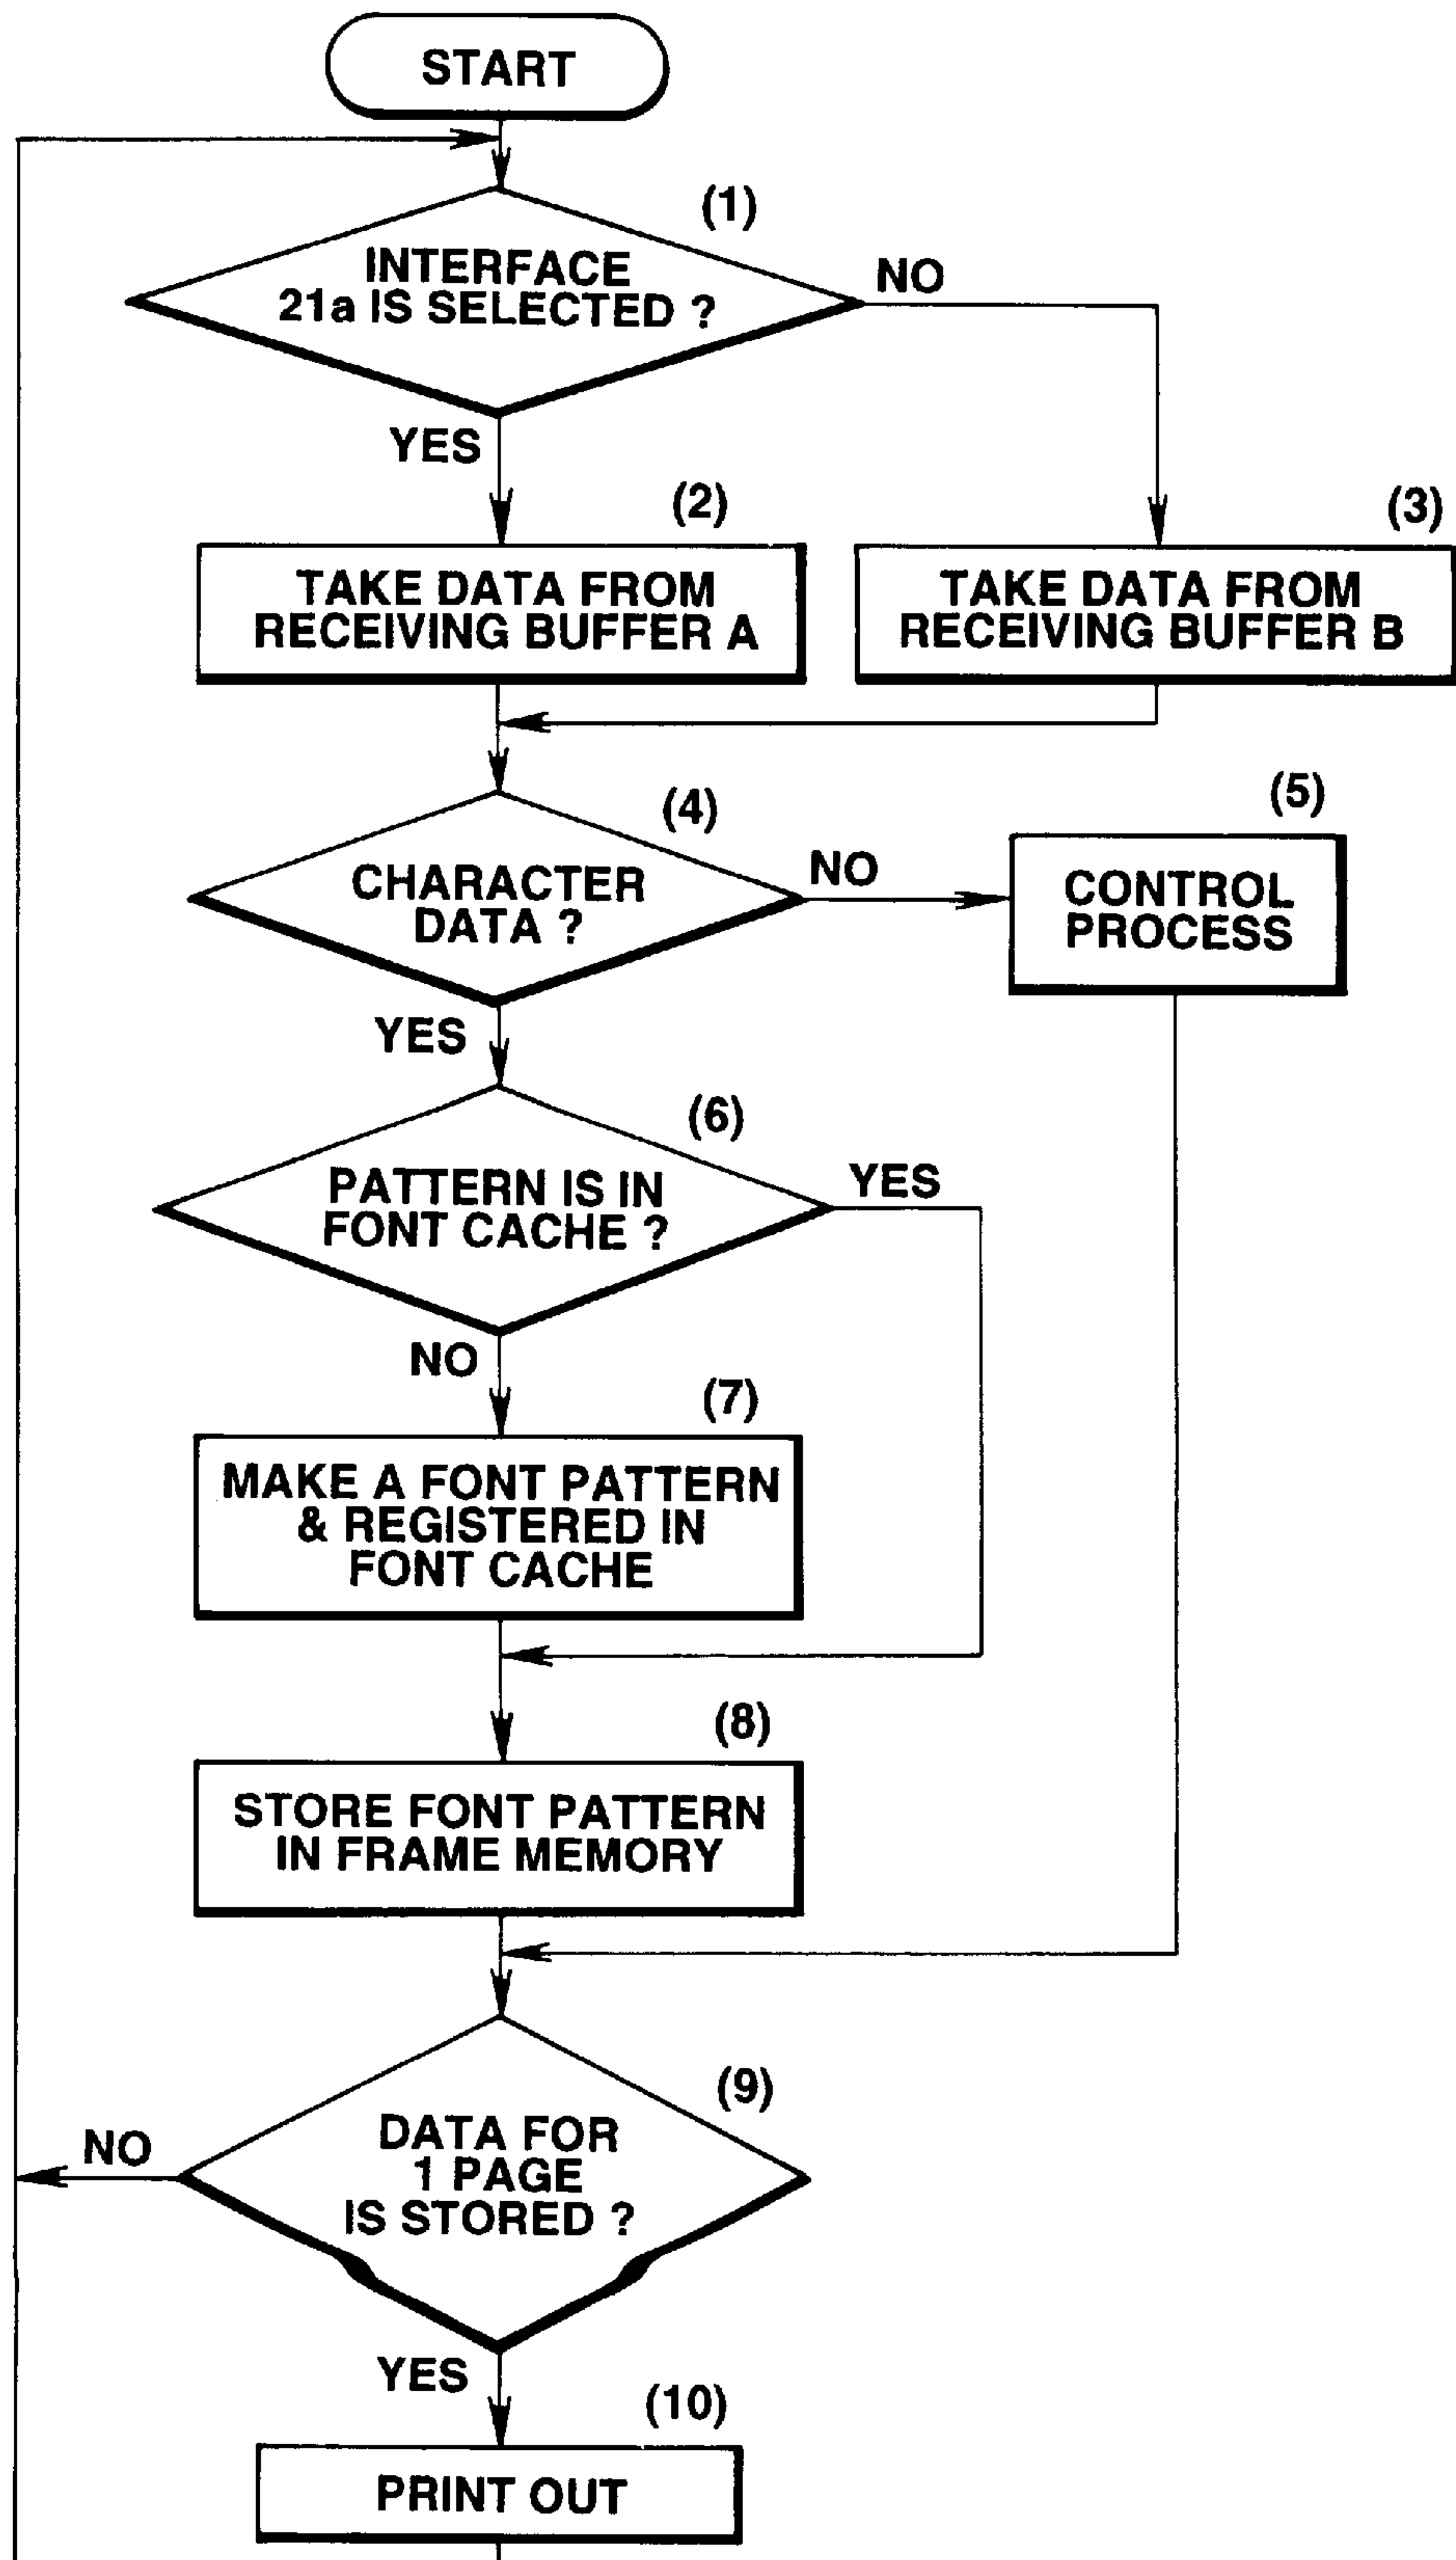 START
(1)
INTERFACE
21a IS SELECTED ?
NO
YES
(2)
(3)
TAKE DATA FROM
RECEIVING BUFFER A
TAKE DATA FROM
RECEIVING BUFFER B
(4)
(5)
CHARACTER
DATA ?
NO
CONTROL
PROCESS
YES
(6)
PATTERN IS IN
FONT CACHE ?
YES
NO
(7)
MAKE A FONT PATTERN
& REGISTERED IN
FONT CACHE
(8)
STORE FONT PATTERN
IN FRAME MEMORY
(9)
DATA FOR
1 PAGE
IS STORED ?
NO
YES
(10)
PRINT OUT